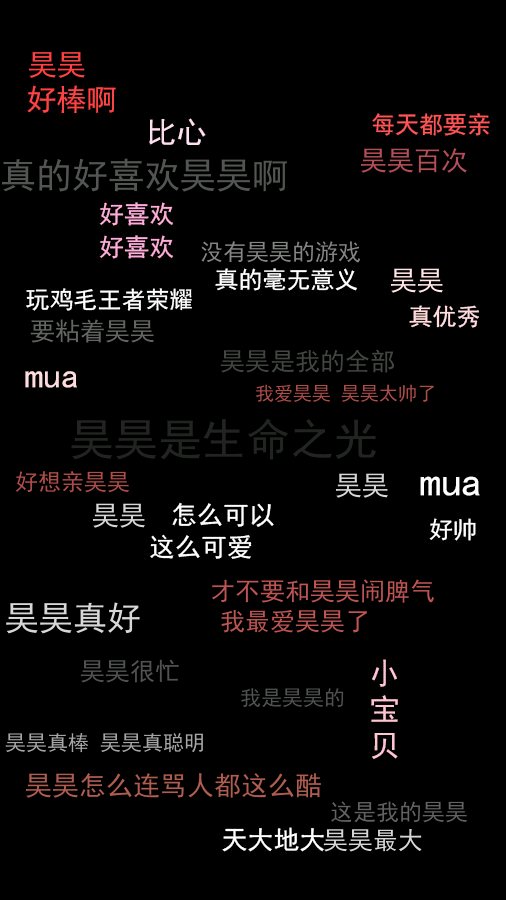 昊昊
好棒啊
比心
每天都要亲
昊昊百次
真的好喜欢昊昊啊
好喜欢
好喜欢
没有昊昊的游戏
真的毫无意义
昊昊
真优秀
玩鸡毛王者荣耀
要粘着昊昊
昊昊是我的全部
mua
我爱昊昊 昊昊太帅了
昊昊是生命之光
好想亲昊昊
昊昊
mua
昊昊
怎么可以
这么可爱
好帅
才不要和昊昊闹脾气
我最爱昊昊了
昊昊真好
昊昊很忙
小宝贝
我是昊昊的
昊昊真棒 昊昊真聪明
昊昊怎么连骂人都这么酷
这是我的昊昊
天大地大昊昊最大